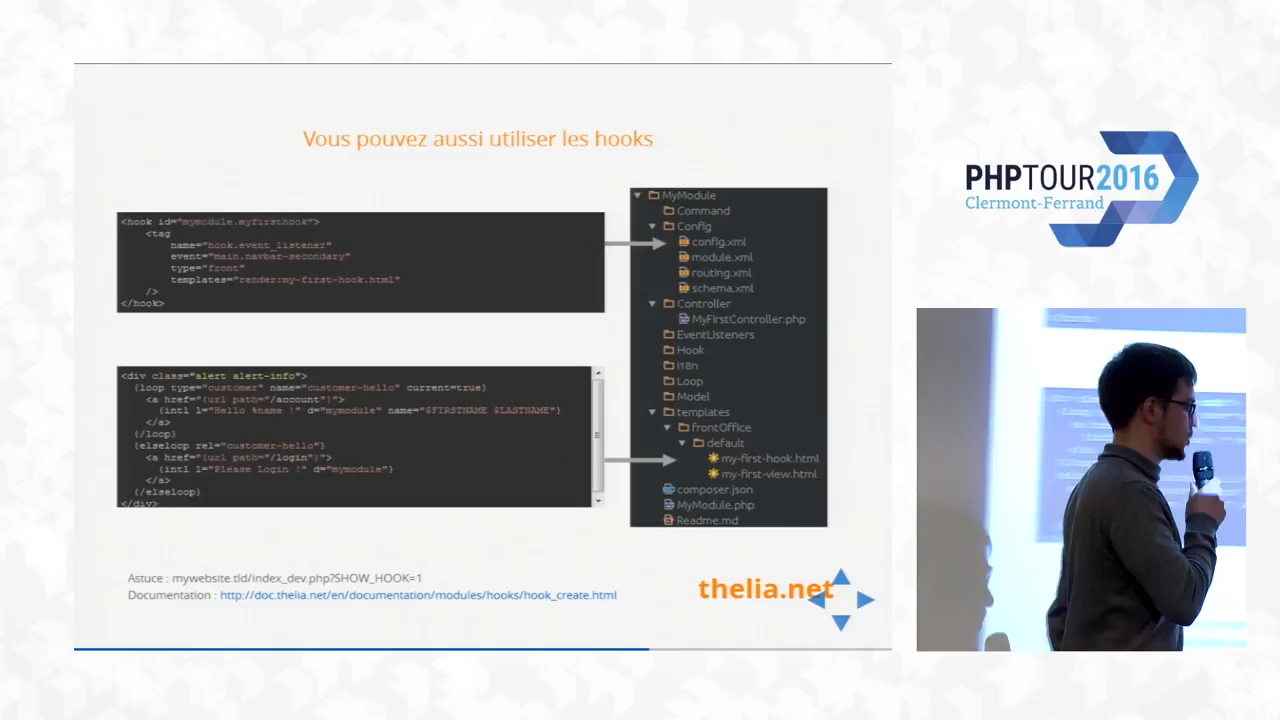 Vous pouvez aussi utiliser les hooks
<hook id="mymodule.myfirsthook">
<tag
name="hook.event_listener"
event="main.navbar-secondary"
type="front"
templates="render:my-first-hook.html"
/>
</hook>
<div class="alert alert-info">
{loop type="customer" name="customer-hello" current=true}
<a href="{url path="/account"}">
{intl l="Hello %name !" d="mymodule" name="$FIRSTNAME $LASTNAME"}
</a>
{/loop}
{elseloop rel="customer-hello"}
<a href="{url path="/login"}">
{intl l="Please Login !" d="mymodule"}
</a>
{/elseloop}
</div>
MyModule
Command
Config
config.xml
module.xml
routing.xml
schema.xml
Controller
MyFirstController.php
EventListeners
Hook
I18n
Loop
Model
templates
frontOffice
default
my-first-hook.html
my-first-view.html
composer.json
MyModule.php
Readme.md
Astuce : mywebsite.tld/index_dev.php?SHOW_HOOK=1
Documentation : http://doc.thelia.net/en/documentation/modules/hooks/hook_create.html
thelia.net
PHPTOUR2016
Clermont-Ferrand